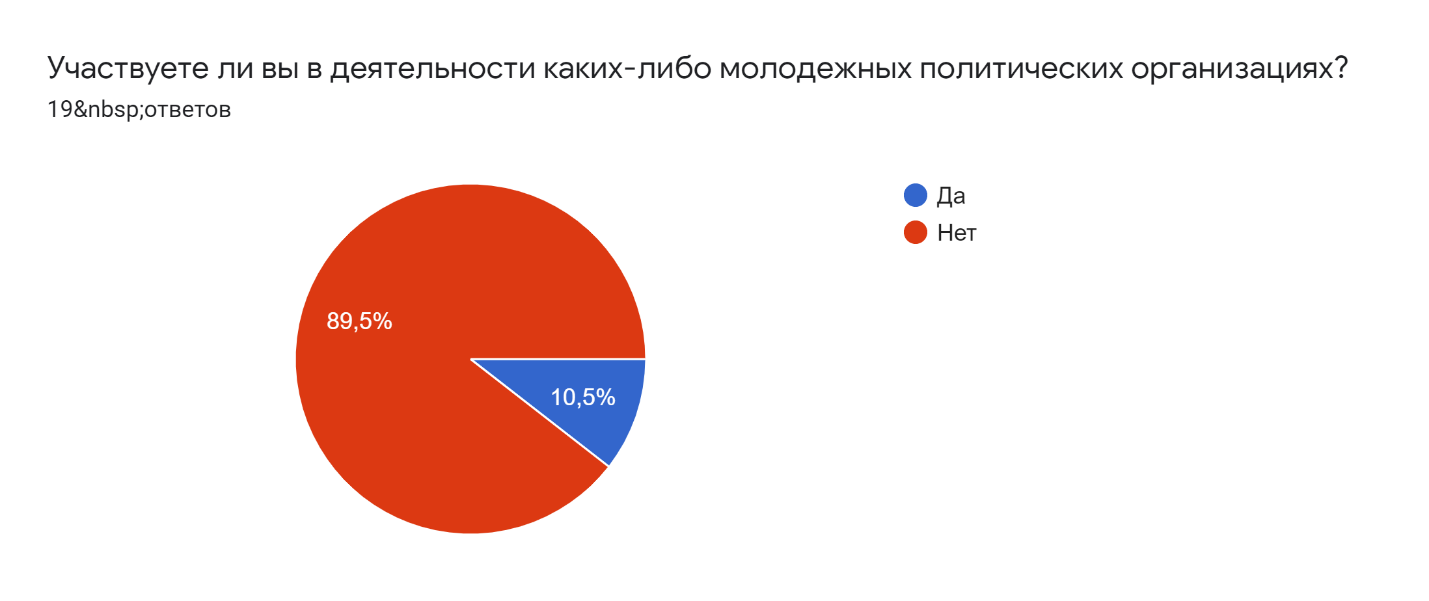 Участвуете ли вы в деятельности каких-либо молодежных политических организациях?
19&nbsp;ответов
Да
Нет
89,5%
10,5%